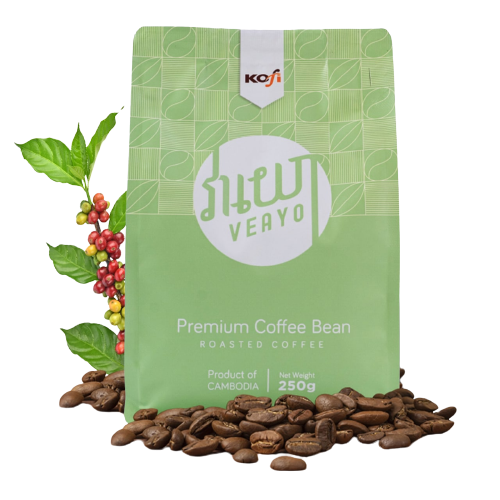 KOfi
VEAYO
Premium Coffee Bean
ROASTED COFFEE
Product of
CAMBODIA
Net Weight
250g